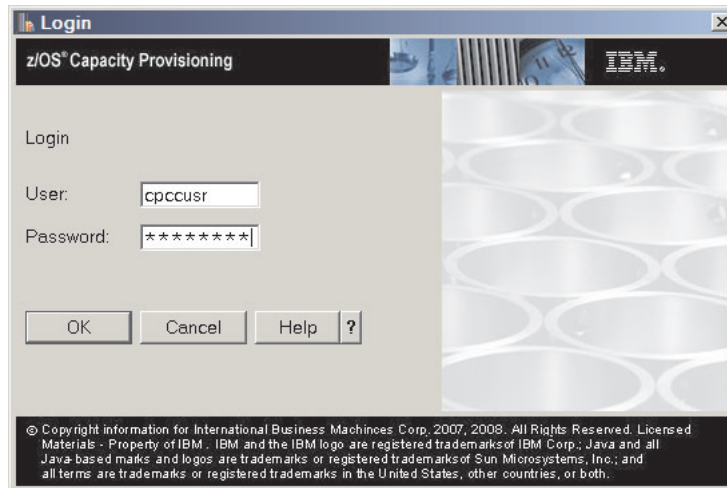 Login
z/OS® Capacity Provisioning
IBM®
Login
User: cpccusr
Password: ********
OK Cancel Help ?
© Copyright information for International Business Machinces Corp. 2007, 2008. All Rights Reserved. Licensed
Materials - Property of IBM . IBM and the IBM logo are registered trademarksof IBM Corp.; Java and all
Java-based marks and logos are trademarks or registered trademarks of Sun Microsystems, Inc.; and
all terms are trademarks or registered trademarks in the United States, other countries, or both.